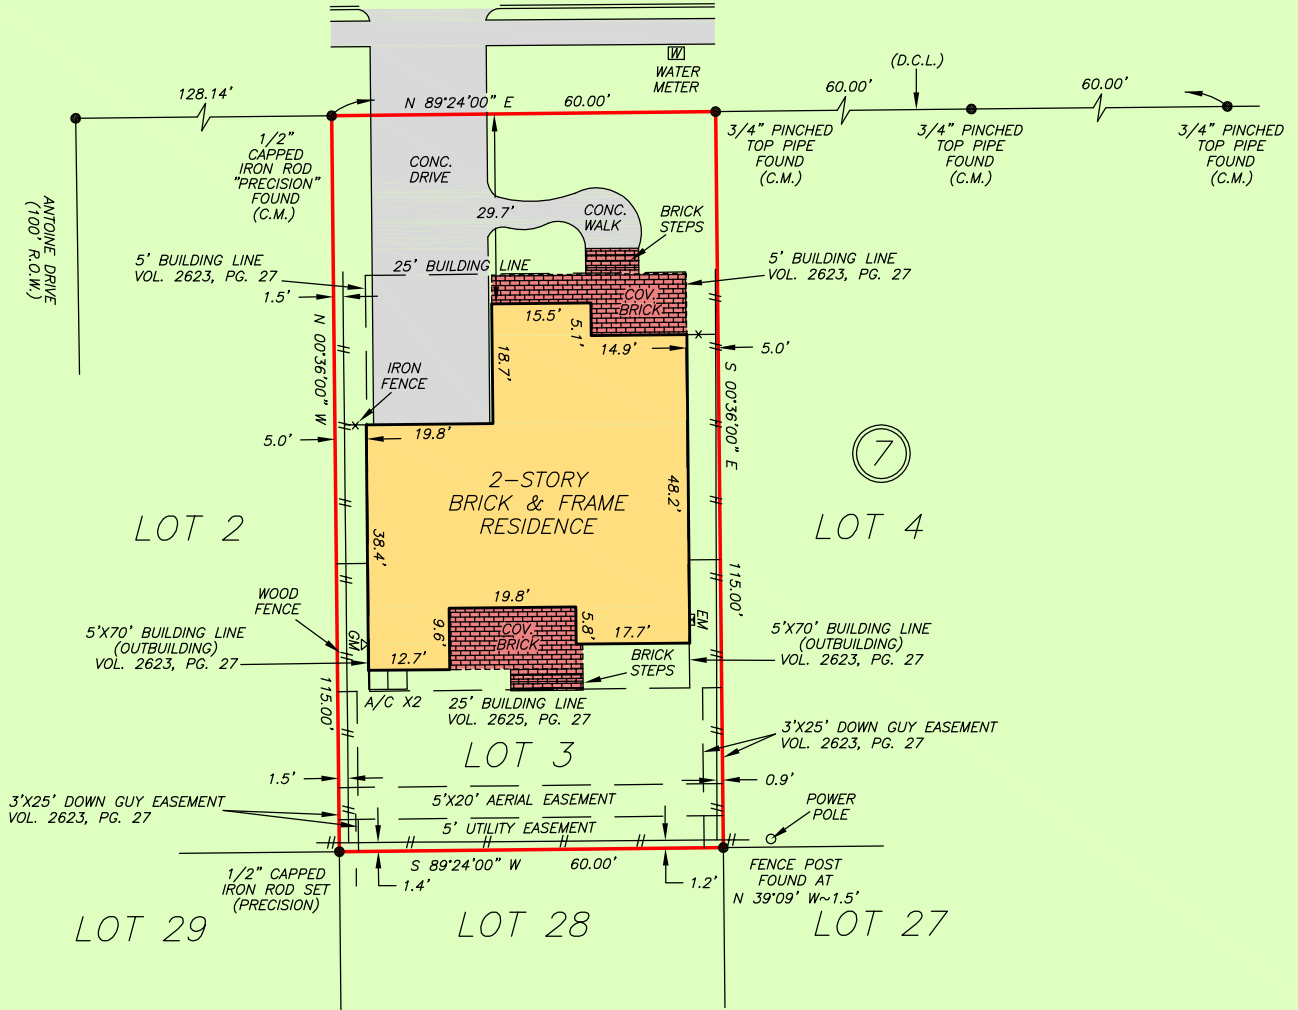 W
WATER
METER
(D.C.L.)
128.14'
N 89°24'00" E
60.00'
60.00'
60.00'
1/2"
CAPPED
IRON ROD
"PRECISION"
FOUND
(C.M.)
3/4" PINCHED
TOP PIPE
FOUND
(C.M.)
3/4" PINCHED
TOP PIPE
FOUND
(C.M.)
3/4" PINCHED
TOP PIPE
FOUND
(C.M.)
CONC.
DRIVE
ANTOINE DRIVE
(100' R.O.W.)
29.7'
CONC.
WALK
BRICK
STEPS
5' BUILDING LINE
VOL. 2623, PG. 27
25' BUILDING LINE
5' BUILDING LINE
VOL. 2623, PG. 27
1.5'
COV.
BRICK
15.5'
5.1'
14.9'
5.0'
N 00°36'00" W
18.7'
IRON
FENCE
S 00°36'00" E
5.0'
19.8'
7
2-STORY
BRICK & FRAME
RESIDENCE
48.2'
LOT 2
LOT 4
38.4'
115.00'
WOOD
FENCE
19.8'
5'X70' BUILDING LINE
(OUTBUILDING)
VOL. 2623, PG. 27
GM
9.6'
COV.
BRICK
5.8'
17.7'
EM
5'X70' BUILDING LINE
(OUTBUILDING)
VOL. 2623, PG. 27
12.7'
BRICK
STEPS
115.00'
A/C X2
25' BUILDING LINE
VOL. 2625, PG. 27
3'X25' DOWN GUY EASEMENT
VOL. 2623, PG. 27
LOT 3
1.5'
0.9'
3'X25' DOWN GUY EASEMENT
VOL. 2623, PG. 27
5'X20' AERIAL EASEMENT
POWER
POLE
5' UTILITY EASEMENT
S 89°24'00" W
60.00'
1/2" CAPPED
IRON ROD SET
(PRECISION)
1.4'
1.2'
FENCE POST
FOUND AT
N 39°09' W~1.5'
LOT 29
LOT 28
LOT 27